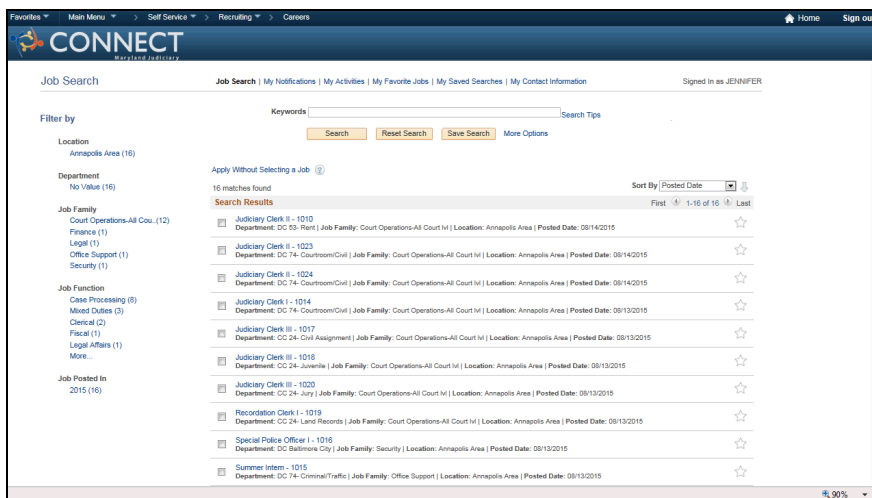 Favorites Main Menu > Self Service > Recruiting > Careers Home Sign ou
CONNECT
Maryland Judiciary
Job Search Job Search | My Notifications | My Activities | My Favorite Jobs | My Saved Searches | My Contact Information Signed In as JENNIFER
Filter by
Location
Annapolis Area (16)
Department
No Value (16)
Job Family
Court Operations-All Cou..(12)
Finance (1)
Legal (1)
Office Support (1)
Security (1)
Job Function
Case Processing (8)
Mixed Duties (3)
Clerical (2)
Fiscal (1)
Legal Affairs (1)
More...
Job Posted In
2015 (16)
Keywords Search Tips
Search Reset Search Save Search More Options
Apply Without Selecting a Job ?
16 matches found Sort By Posted Date
Search Results First 1-16 of 16 Last
Judiciary Clerk II - 1010
Department: DC 53- Rent | Job Family: Court Operations-All Court lvl | Location: Annapolis Area | Posted Date: 08/14/2015
Judiciary Clerk II - 1023
Department: DC 74- Courtroom/Civil | Job Family: Court Operations-All Court lvl | Location: Annapolis Area | Posted Date: 08/14/2015
Judiciary Clerk II - 1024
Department: DC 74- Courtroom/Civil | Job Family: Court Operations-All Court lvl | Location: Annapolis Area | Posted Date: 08/14/2015
Judiciary Clerk I - 1014
Department: DC 74- Courtroom/Civil | Job Family: Court Operations-All Court lvl | Location: Annapolis Area | Posted Date: 08/13/2015
Judiciary Clerk III - 1017
Department: CC 24- Civil Assignment | Job Family: Court Operations-All Court lvl | Location: Annapolis Area | Posted Date: 08/13/2015
Judiciary Clerk III - 1018
Department: CC 24- Juvenile | Job Family: Court Operations-All Court lvl | Location: Annapolis Area | Posted Date: 08/13/2015
Judiciary Clerk III - 1020
Department: CC 24- Jury | Job Family: Court Operations-All Court lvl | Location: Annapolis Area | Posted Date: 08/13/2015
Recordation Clerk I - 1019
Department: CC 24- Land Records | Job Family: Court Operations-All Court lvl | Location: Annapolis Area | Posted Date: 08/13/2015
Special Police Officer I - 1016
Department: DC Baltimore City | Job Family: Security | Location: Annapolis Area | Posted Date: 08/13/2015
Summer Intern - 1015
Department: DC 74- Criminal/Traffic | Job Family: Office Support | Location: Annapolis Area | Posted Date: 08/13/2015
90%